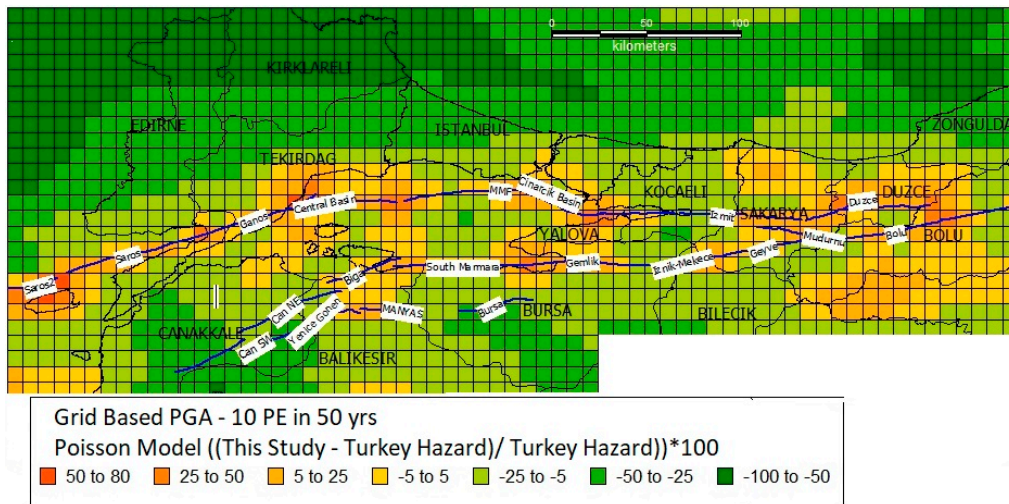 0 50 100
kilometers
KIRKLARELI
EDIRNE
ISTANBUL
ZONGULDA
TEKIRDAG
Cinarcik Basin
MMF
KOCAELI
DUZCE
Central Basin
Duzce
Ganos
Izmit
SAKARYA
YALOVA
Mudurnu
Bolu
BOLU
Saros
Geyve
South Marmara
Gemlik
Iznik-Mekece
Biga
Saros2
Can NE
Yenice Gonen
MANYAS
Bursa
BURSA
BILECIK
CANAKKALE
Can SW
BALIKESIR
Grid Based PGA - 10 PE in 50 yrs
Poisson Model ((This Study - Turkey Hazard)/ Turkey Hazard))*100
50 to 80 25 to 50 5 to 25 -5 to 5 -25 to -5 -50 to -25 -100 to -50